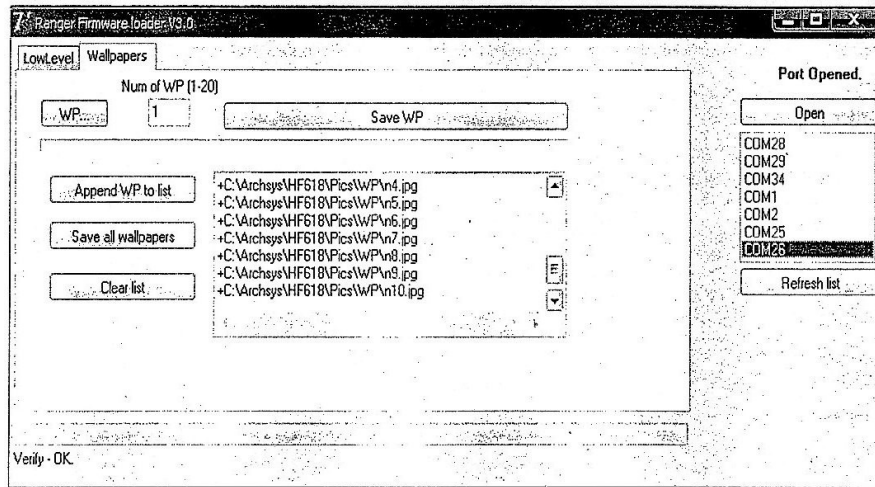 Ranger Firmware loader V3.0
LowLevel
Wallpapers
Num of WP (1-20)
WP
1
Save WP
Append WP to list
Save all wallpapers
Clear list
+C:\Archsys\HF618\Pics\WP\n4.jpg
+C:\Archsys\HF618\Pics\WP\n5.jpg
+C:\Archsys\HF618\Pics\WP\n6.jpg
+C:\Archsys\HF618\Pics\WP\n7.jpg
+C:\Archsys\HF618\Pics\WP\n8.jpg
+C:\Archsys\HF618\Pics\WP\n9.jpg
+C:\Archsys\HF618\Pics\WP\n10.jpg
Port Opened.
Open
COM28
COM29
COM34
COM1
COM2
COM25
COM26
Refresh list
Verify - OK.